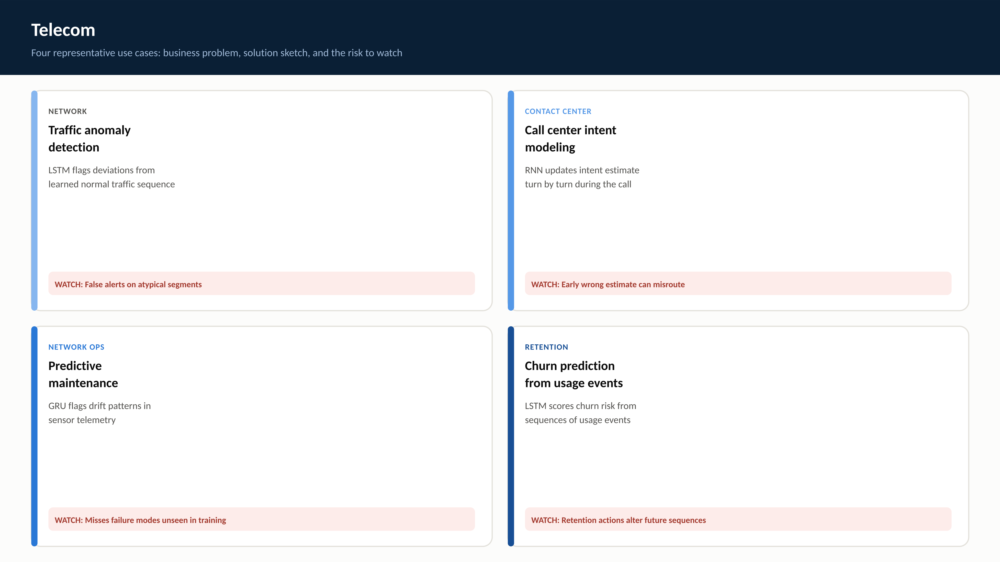 Telecom
Four representative use cases: business problem, solution sketch, and the risk to watch
NETWORK
Traffic anomaly
detection
LSTM flags deviations from
learned normal traffic sequence
WATCH: False alerts on atypical segments
CONTACT CENTER
Call center intent
modeling
RNN updates intent estimate
turn by turn during the call
WATCH: Early wrong estimate can misroute
NETWORK OPS
Predictive
maintenance
GRU flags drift patterns in
sensor telemetry
WATCH: Misses failure modes unseen in training
RETENTION
Churn prediction
from usage events
LSTM scores churn risk from
sequences of usage events
WATCH: Retention actions alter future sequences